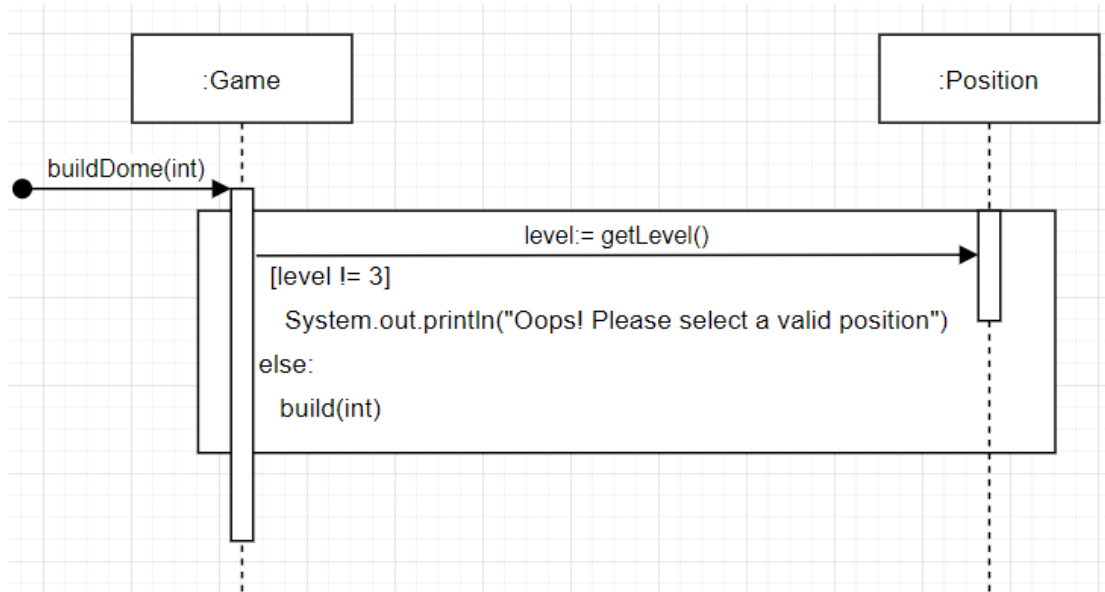 :Game
:Position
buildDome(int)
level:= getLevel()
[level != 3]
System.out.println("Oops! Please select a valid position")
else:
build(int)